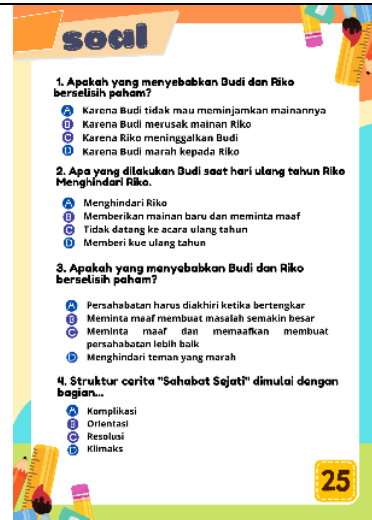 soal
1. Apakah yang menyebabkan Budi dan Riko
berselisih paham?
A Karena Budi tidak mau meminjamkan mainannya
B Karena Budi merusak mainan Riko
C Karena Riko meninggalkan Budi
D Karena Budi marah kepada Riko
2. Apa yang dilakukan Budi saat hari ulang tahun Riko
Menghindari Riko.
A Menghindari Riko
B Memberikan mainan baru dan meminta maaf
C Tidak datang ke acara ulang tahun
D Memberi kue ulang tahun
3. Apakah yang menyebabkan Budi dan Riko
berselisih paham?
A Persahabatan harus diakhiri ketika bertengkar
B Meminta maaf membuat masalah semakin besar
C Meminta maaf dan memaafkan membuat
persahabatan lebih baik
D Menghindari teman yang marah
4. Struktur cerita "Sahabat Sejati" dimulai dengan
bagian...
A Komplikasi
B Orientasi
C Resolusi
D Klimaks
25